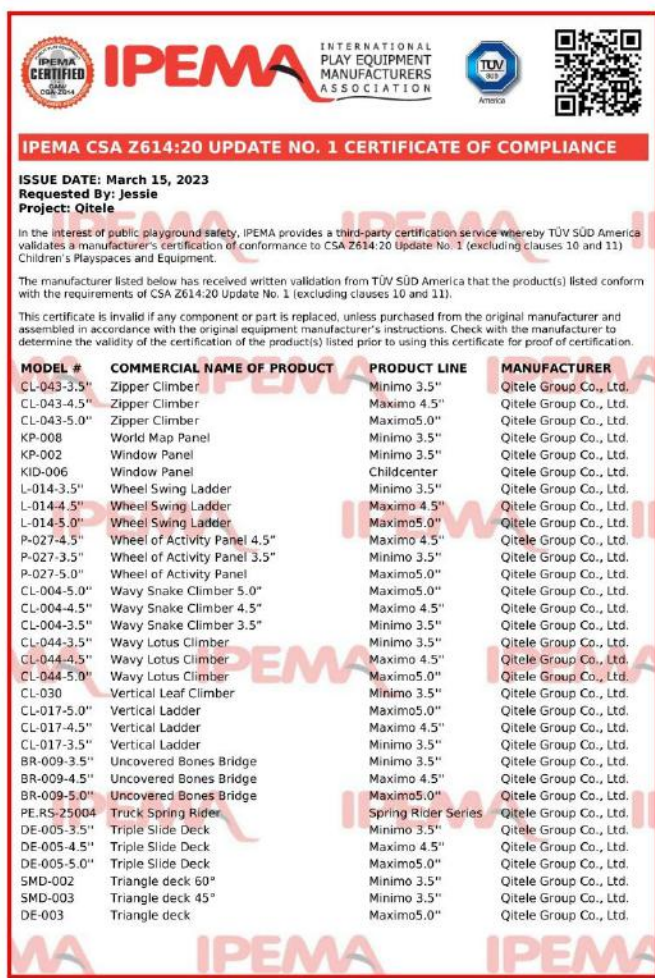 IPEMA
CERTIFIED
IPEMA
INTERNATIONAL
PLAY EQUIPMENT
MANUFACTURERS
ASSOCIATION
TÜV
SÜD
America
IPEMA CSA Z614:20 UPDATE NO. 1 CERTIFICATE OF COMPLIANCE
ISSUE DATE: March 15, 2023
Requested By: Jessie
Project: Qitele
In the interest of public playground safety, IPEMA provides a third-party certification service whereby TÜV SÜD America
validates a manufacturer's certification of conformance to CSA Z614:20 Update No. 1 (excluding clauses 10 and 11)
Children's Playspaces and Equipment.
The manufacturer listed below has received written validation from TÜV SÜD America that the product(s) listed conform
with the requirements of CSA Z614:20 Update No. 1 (excluding clauses 10 and 11).
This certificate is invalid if any component or part is replaced, unless purchased from the original manufacturer and
assembled in accordance with the original equipment manufacturer's instructions. Check with the manufacturer to
determine the validity of the certification of the product(s) listed prior to using this certificate for proof of certification.
MODEL # COMMERCIAL NAME OF PRODUCT PRODUCT LINE MANUFACTURER
CL-043-3.5" Zipper Climber Minimo 3.5" Qitele Group Co., Ltd.
CL-043-4.5" Zipper Climber Maximo 4.5" Qitele Group Co., Ltd.
CL-043-5.0" Zipper Climber Maximo5.0" Qitele Group Co., Ltd.
KP-008 World Map Panel Minimo 3.5" Qitele Group Co., Ltd.
KP-002 Window Panel Minimo 3.5" Qitele Group Co., Ltd.
KID-006 Window Panel Childcenter Qitele Group Co., Ltd.
L-014-3.5" Wheel Swing Ladder Minimo 3.5" Qitele Group Co., Ltd.
L-014-4.5" Wheel Swing Ladder Maximo 4.5" Qitele Group Co., Ltd.
L-014-5.0" Wheel Swing Ladder Maximo5.0" Qitele Group Co., Ltd.
P-027-4.5" Wheel of Activity Panel 4.5" Maximo 4.5" Qitele Group Co., Ltd.
P-027-3.5" Wheel of Activity Panel 3.5" Minimo 3.5" Qitele Group Co., Ltd.
P-027-5.0" Wheel of Activity Panel Maximo5.0" Qitele Group Co., Ltd.
CL-004-5.0" Wavy Snake Climber 5.0" Maximo5.0" Qitele Group Co., Ltd.
CL-004-4.5" Wavy Snake Climber 4.5" Maximo 4.5" Qitele Group Co., Ltd.
CL-004-3.5" Wavy Snake Climber 3.5" Minimo 3.5" Qitele Group Co., Ltd.
CL-044-3.5" Wavy Lotus Climber Minimo 3.5" Qitele Group Co., Ltd.
CL-044-4.5" Wavy Lotus Climber Maximo 4.5" Qitele Group Co., Ltd.
CL-044-5.0" Wavy Lotus Climber Maximo5.0" Qitele Group Co., Ltd.
CL-030 Vertical Leaf Climber Minimo 3.5" Qitele Group Co., Ltd.
CL-017-5.0" Vertical Ladder Maximo5.0" Qitele Group Co., Ltd.
CL-017-4.5" Vertical Ladder Maximo 4.5" Qitele Group Co., Ltd.
CL-017-3.5" Vertical Ladder Minimo 3.5" Qitele Group Co., Ltd.
BR-009-3.5" Uncovered Bones Bridge Minimo 3.5" Qitele Group Co., Ltd.
BR-009-4.5" Uncovered Bones Bridge Maximo 4.5" Qitele Group Co., Ltd.
BR-009-5.0" Uncovered Bones Bridge Maximo5.0" Qitele Group Co., Ltd.
PE.RS-25004 Truck Spring Rider Spring Rider Series Qitele Group Co., Ltd.
DE-005-3.5" Triple Slide Deck Minimo 3.5" Qitele Group Co., Ltd.
DE-005-4.5" Triple Slide Deck Maximo 4.5" Qitele Group Co., Ltd.
DE-005-5.0" Triple Slide Deck Maximo5.0" Qitele Group Co., Ltd.
SMD-002 Triangle deck 60° Minimo 3.5" Qitele Group Co., Ltd.
SMD-003 Triangle deck 45° Minimo 3.5" Qitele Group Co., Ltd.
DE-003 Triangle deck Maximo5.0" Qitele Group Co., Ltd.